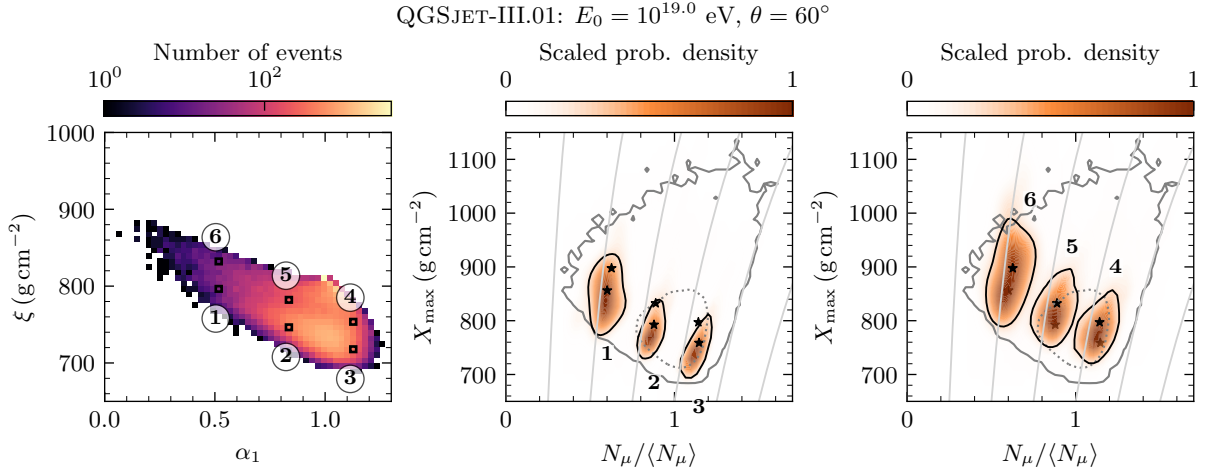 QGSJET-III.01: $E_0 = 10^{19.0}$ eV, $\theta = 60^\circ$
Number of events
10⁰ 10²
Scaled prob. density
0 1
Scaled prob. density
0 1
ξ (g cm⁻²)
1000
900
800
700
0.0 0.5 1.0
α₁
6
5
4
1
2
3
X_max (g cm⁻²)
1100
1000
900
800
700
0 1
N_μ/⟨N_μ⟩
1
2
3
X_max (g cm⁻²)
1100
1000
900
800
700
0 1
N_μ/⟨N_μ⟩
6
5
4